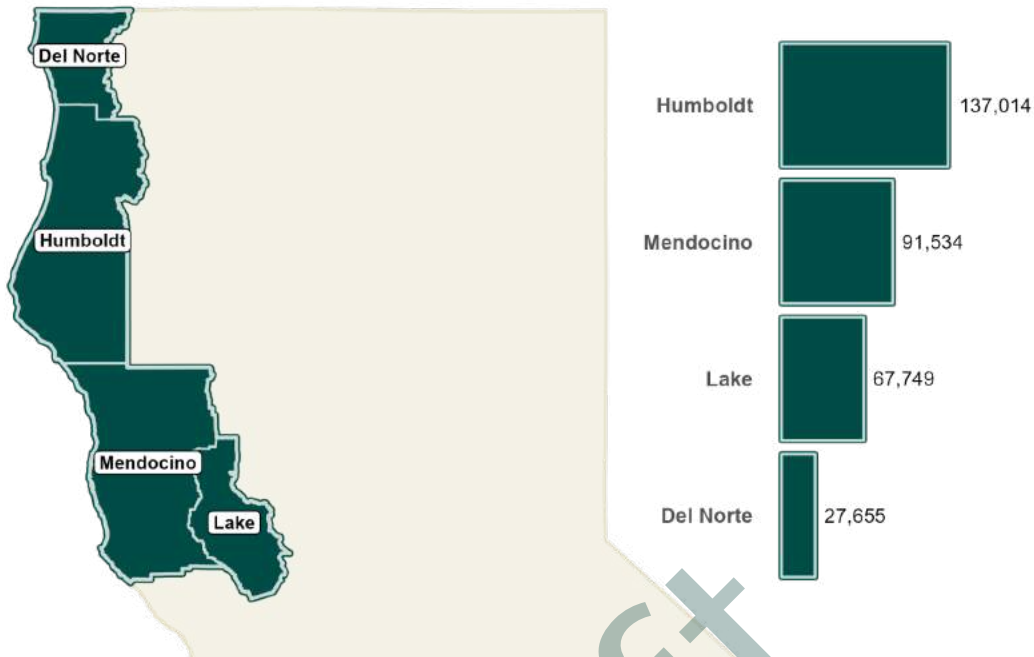 Del Norte
Humboldt
Mendocino
Lake
Humboldt 137,014
Mendocino 91,534
Lake 67,749
Del Norte 27,655